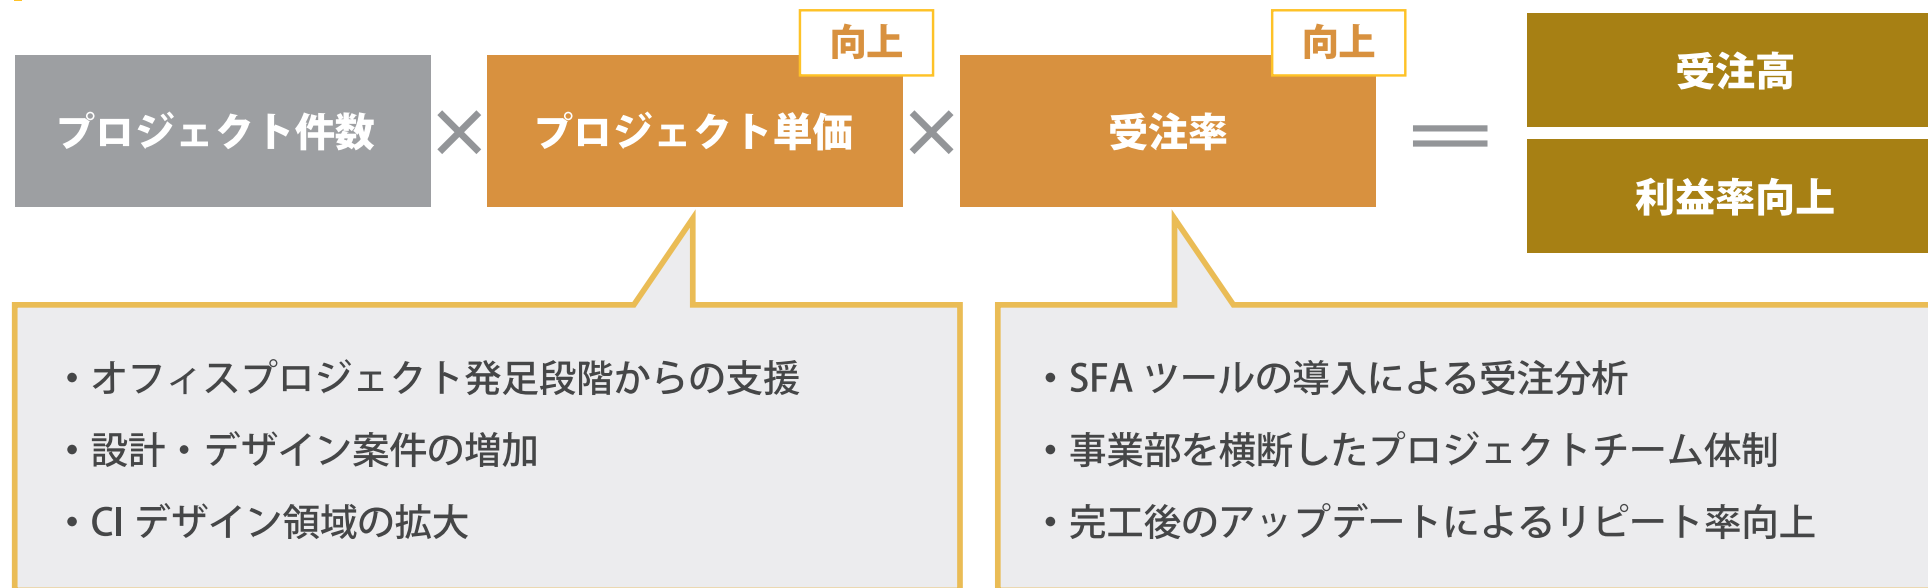 向上
向上
プロジェクト件数
×
プロジェクト単価
×
受注率
＝
受注高
利益率向上
・オフィスプロジェクト発足段階からの支援
・設計・デザイン案件の増加
・CI デザイン領域の拡大
・SFA ツールの導入による受注分析
・事業部を横断したプロジェクトチーム体制
・完工後のアップデートによるリピート率向上